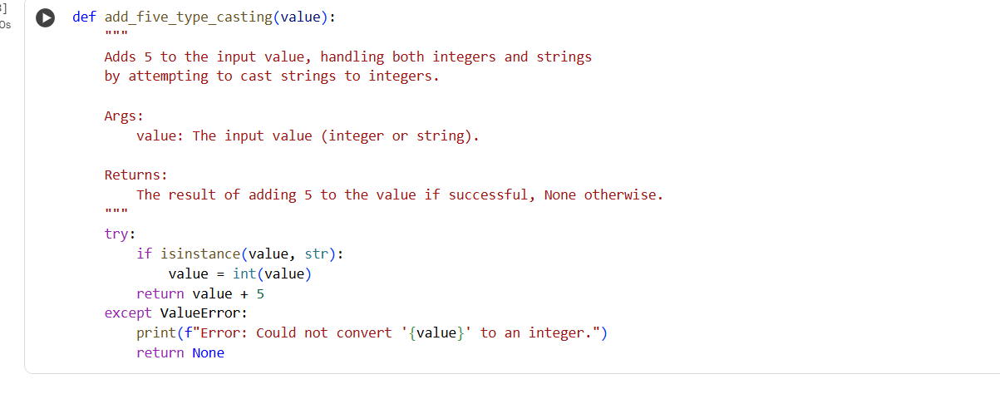 ]
0s
def add_five_type_casting(value):
"""
Adds 5 to the input value, handling both integers and strings
by attempting to cast strings to integers.
Args:
value: The input value (integer or string).
Returns:
The result of adding 5 to the value if successful, None otherwise.
"""
try:
if isinstance(value, str):
value = int(value)
return value + 5
except ValueError:
print(f"Error: Could not convert '{value}' to an integer.")
return None